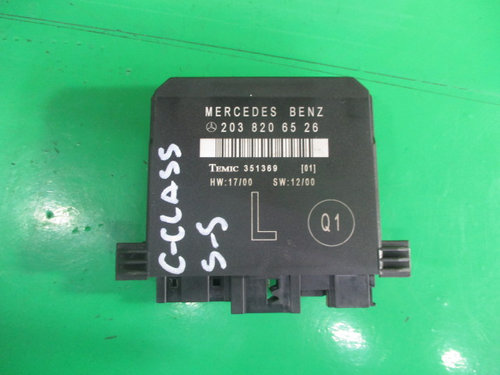 MERCEDES BENZ
203 820 65 26
TEMIC 351369 [01]
HW:17/00 SW:12/00
L
Q1
C-CLASS
S-S